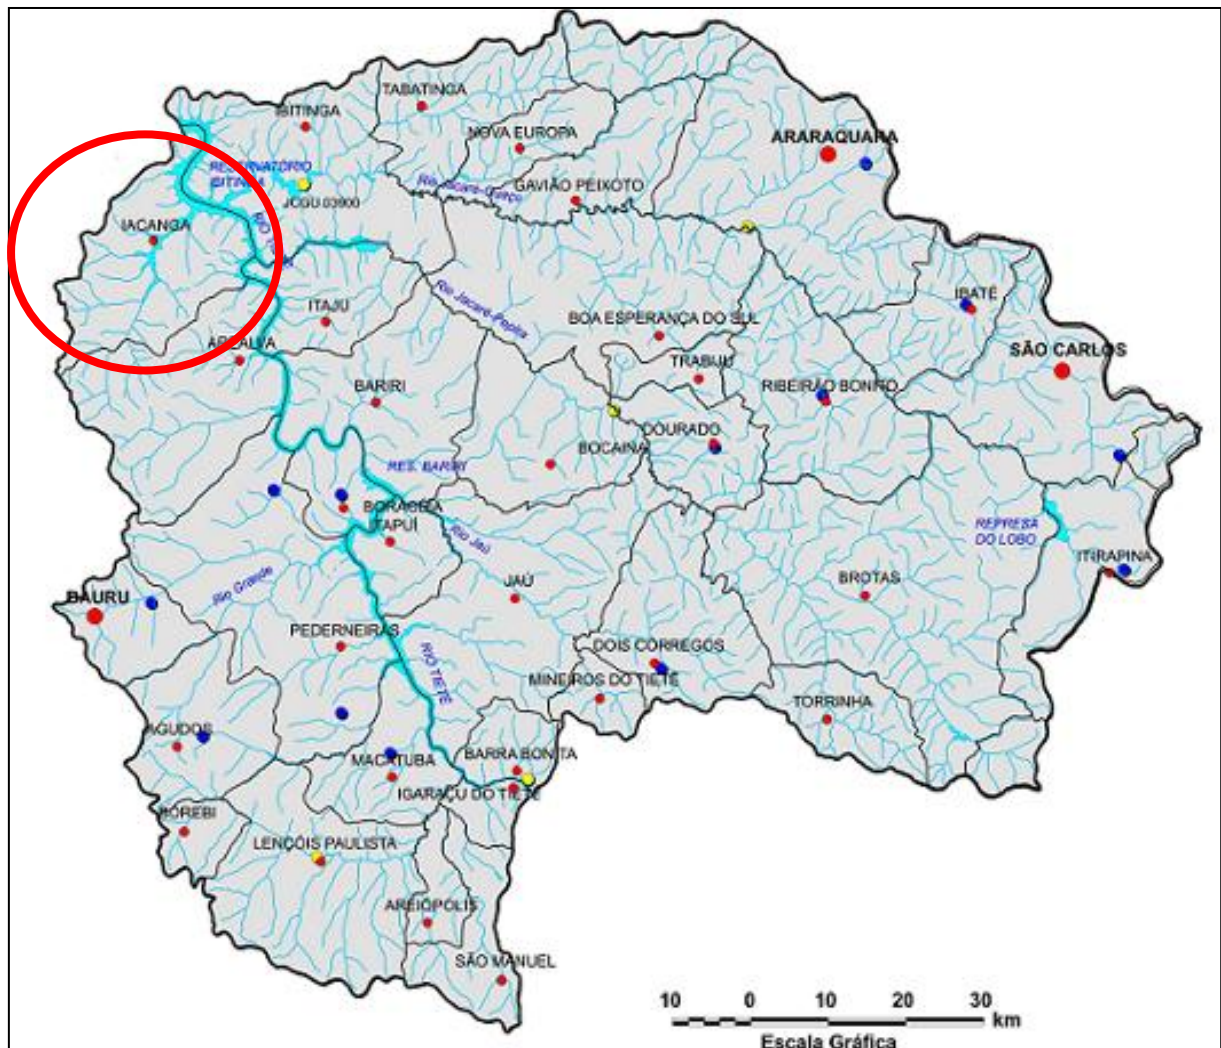 TABATINGA
IBITINGA
NOVA EUROPA
ARARAQUARA
RESERVATÓRIO
IBITINGA
Rio Jacaré-Guaçu
GAVIÃO PEIXOTO
JCGU 03900
IACANGA
RIO
ITAJÚ
Rio Jacaré-Pepira
IBATÉ
BOA ESPERANÇA DO SUL
AREALVA
SÃO CARLOS
TRABIJU
BARIRI
RIBEIRÃO BONITO
DOURADO
BOCAINA
RES. BARIRI
BORACÉIA
ITAPUÍ
Rio Jaú
REPRESA
DO LOBO
ITIRAPINA
Rio Grande
JAÚ
BROTAS
BAURU
PEDERNEIRAS
RIO TIETÊ
DOIS CÓRREGOS
MINEIROS DO TIETÊ
TORRINHA
AGUDOS
BARRA BONITA
MACATUBA
IGARAÇU DO TIETÊ
BOREBI
LENÇÓIS PAULISTA
AREIÓPOLIS
SÃO MANUEL
10 0 10 20 30
km
Escala Gráfica